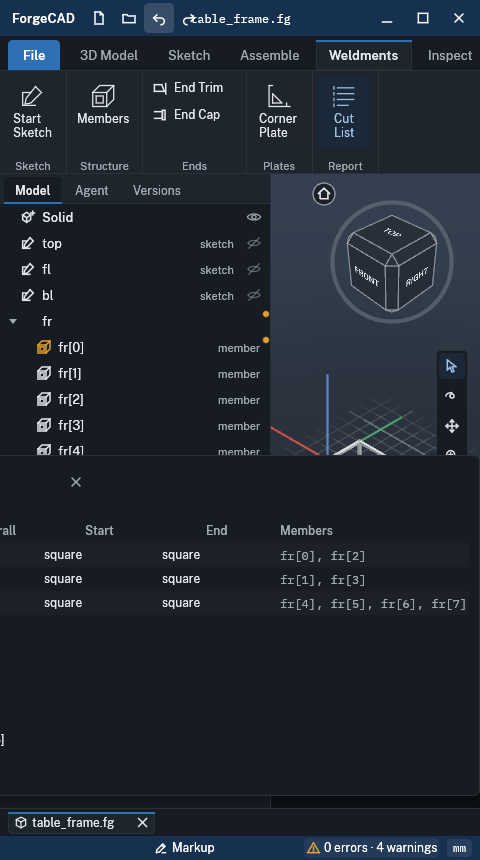 ForgeCAD
table_frame.fg
File 3D Model Sketch Assemble Weldments Inspect
Start Sketch
Members
End Trim
End Cap
Corner Plate
Cut List
Sketch Structure Ends Plates Report
Model Agent Versions
Solid
top sketch
fl sketch
bl sketch
fr
fr[0] member
fr[1] member
fr[2] member
fr[3] member
fr[4] member
TOP
FRONT
RIGHT
rall Start End Members
square square fr[0], fr[2]
square square fr[1], fr[3]
square square fr[4], fr[5], fr[6], fr[7]
]
table_frame.fg
Markup 0 errors · 4 warnings mm